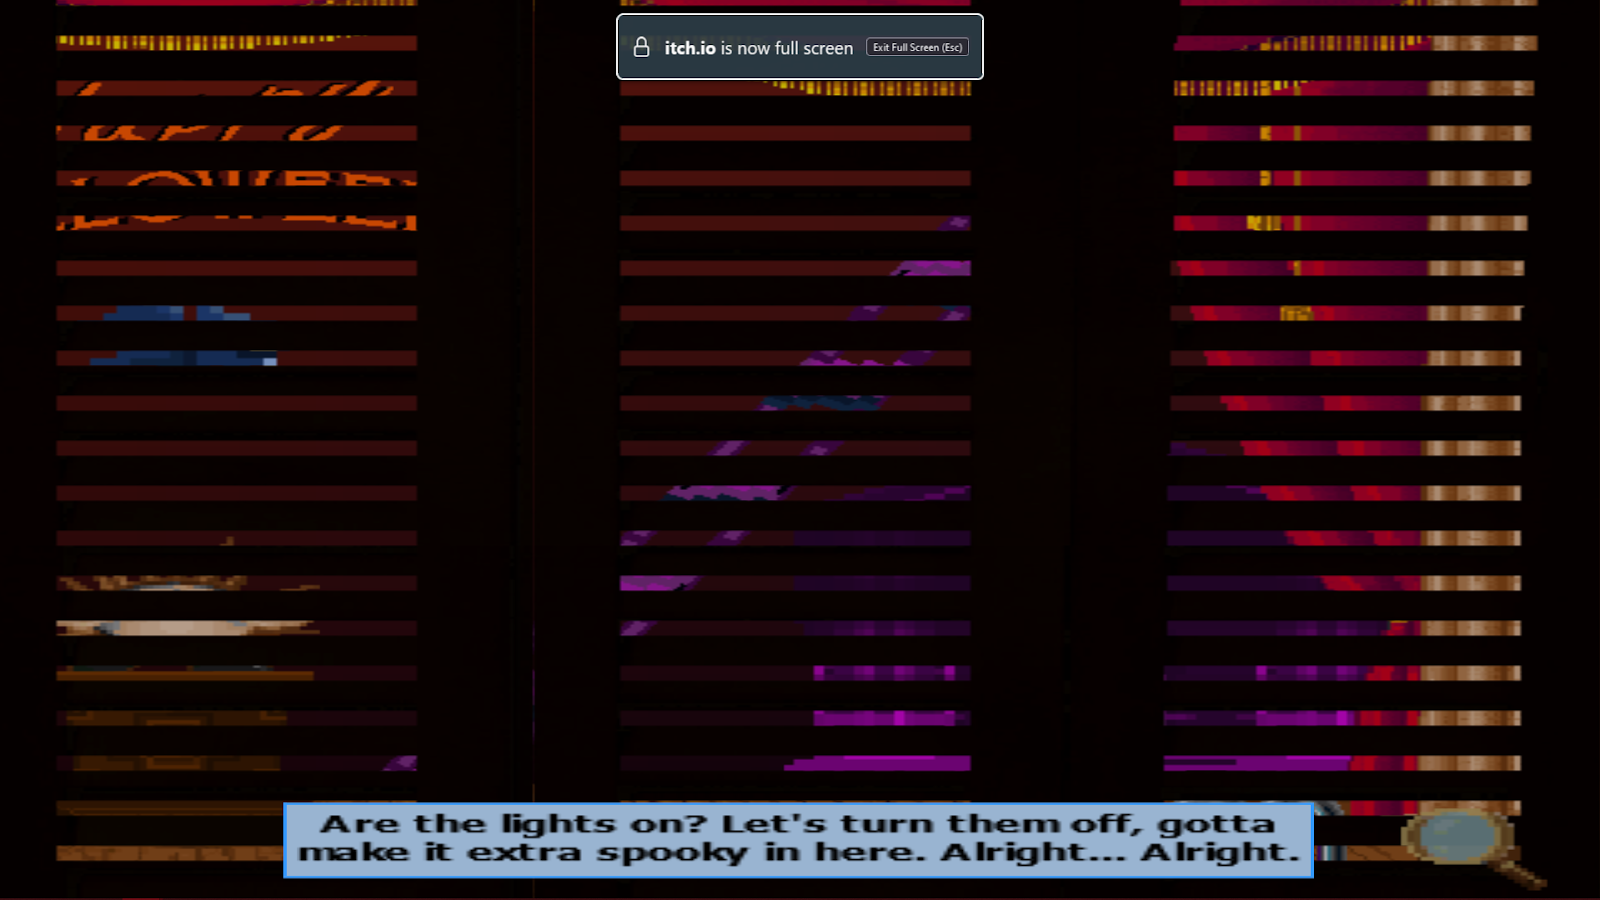 itch.io is now full screen Exit Full Screen (Esc)
Are the lights on? Let's turn them off, gotta
make it extra spooky in here. Alright... Alright.